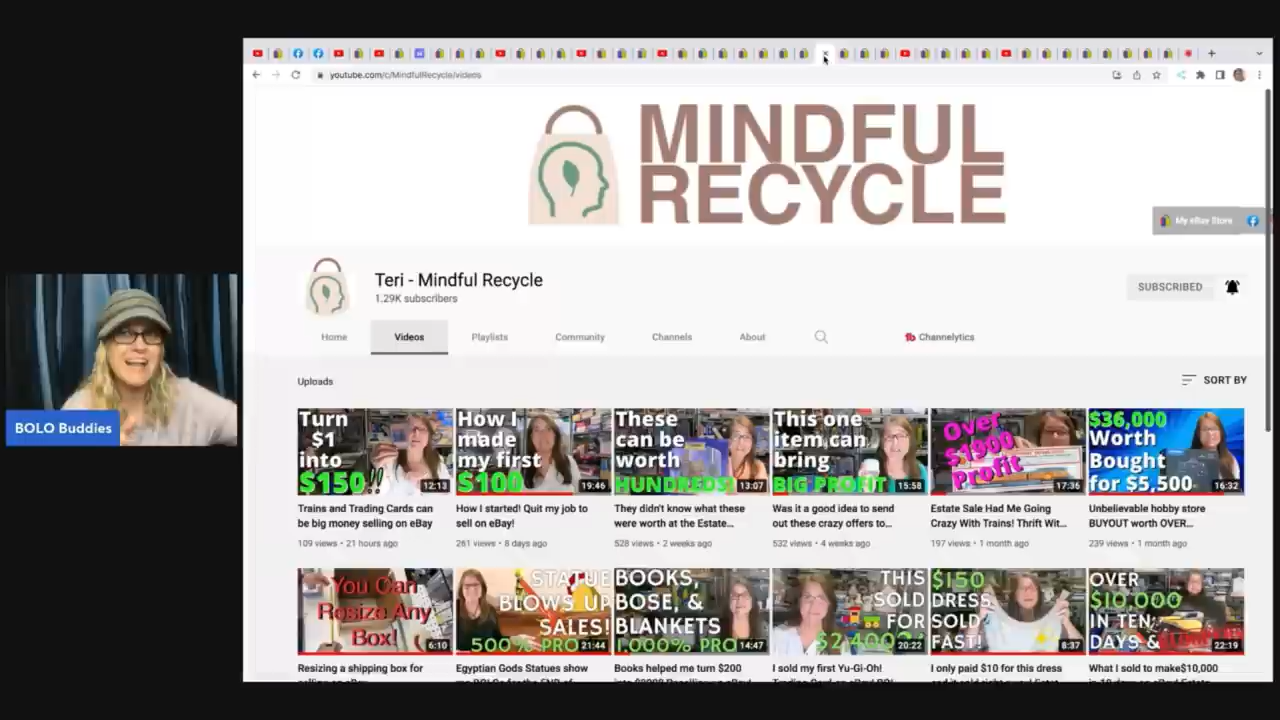 youtube.com/c/MindfulRecycle/videos
MINDFUL
RECYCLE
My eBay Store
Teri - Mindful Recycle
1.29K subscribers
SUBSCRIBED
Home
Videos
Playlists
Community
Channels
About
Channelytics
Uploads
SORT BY
BOLO Buddies
Turn
$1
into
$150!!
12:13
How I
made
my first
$100
19:46
These
can be
worth
HUNDREDS!
13:07
This one
item can
bring
BIG PROFIT
15:58
Over
$1900
Profit
17:36
$36,000
Worth
Bought
for $5,500
16:32
Trains and Trading Cards can
be big money selling on eBay
109 views • 21 hours ago
How I started! Quit my job to
sell on eBay!
261 views • 8 days ago
They didn't know what these
were worth at the Estate...
528 views • 2 weeks ago
Was it a good idea to send
out these crazy offers to...
532 views • 4 weeks ago
Estate Sale Had Me Going
Crazy With Trains! Thrift Wit...
197 views • 1 month ago
Unbelievable hobby store
BUYOUT worth OVER...
239 views • 1 month ago
You Can
Resize Any
Box!
6:10
STATUE
BLOWS UP
SALES!
500% PRO
21:44
BOOKS,
BOSE, &
BLANKETS
1,000% PRO
14:47
THIS
SOLD
FOR
$2,400
20:22
$150
DRESS
SOLD
FAST!
8:37
OVER
$10,000
IN TEN
DAYS &
22:19
Resizing a shipping box for
Egyptian Gods Statues show
Books helped me turn $200
I sold my first Yu-Gi-Oh!
I only paid $10 for this dress
What I sold to make$10,000